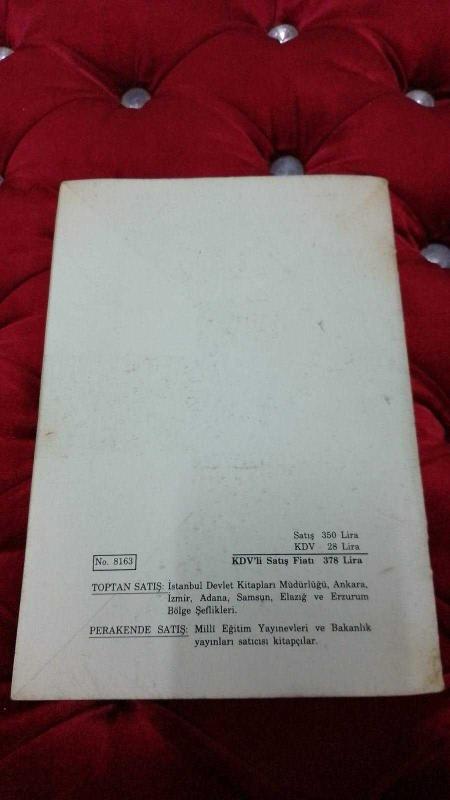 Satış 350 Lira
KDV 28 Lira
No. 8163
KDV'li Satış Fiatı 378 Lira
TOPTAN SATIŞ: İstanbul Devlet Kitapları Müdürlüğü, Ankara,
İzmir, Adana, Samsun, Elazığ ve Erzurum
Bölge Şeflikleri.
PERAKENDE SATIŞ: Millî Eğitim Yayınevleri ve Bakanlık
yayınları satıcısı kitapçılar.